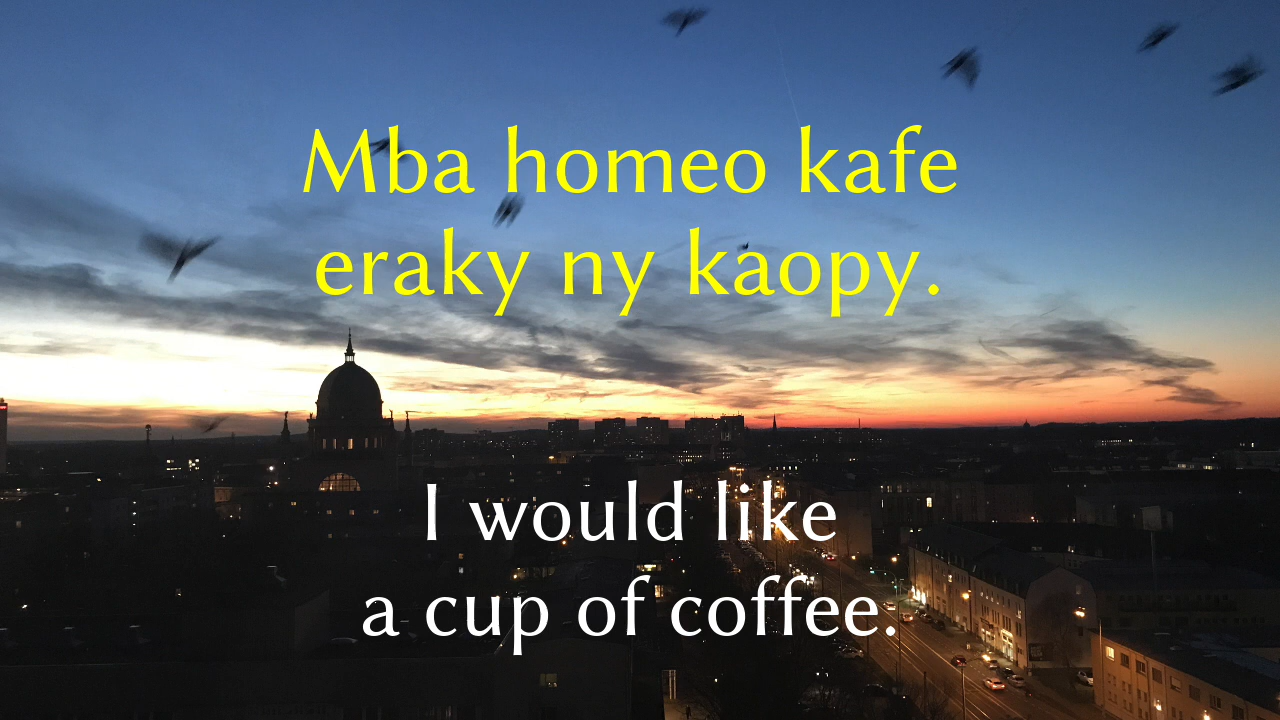 Mba homeo kafe
eraky ny kaopy.
I would like
a cup of coffee.